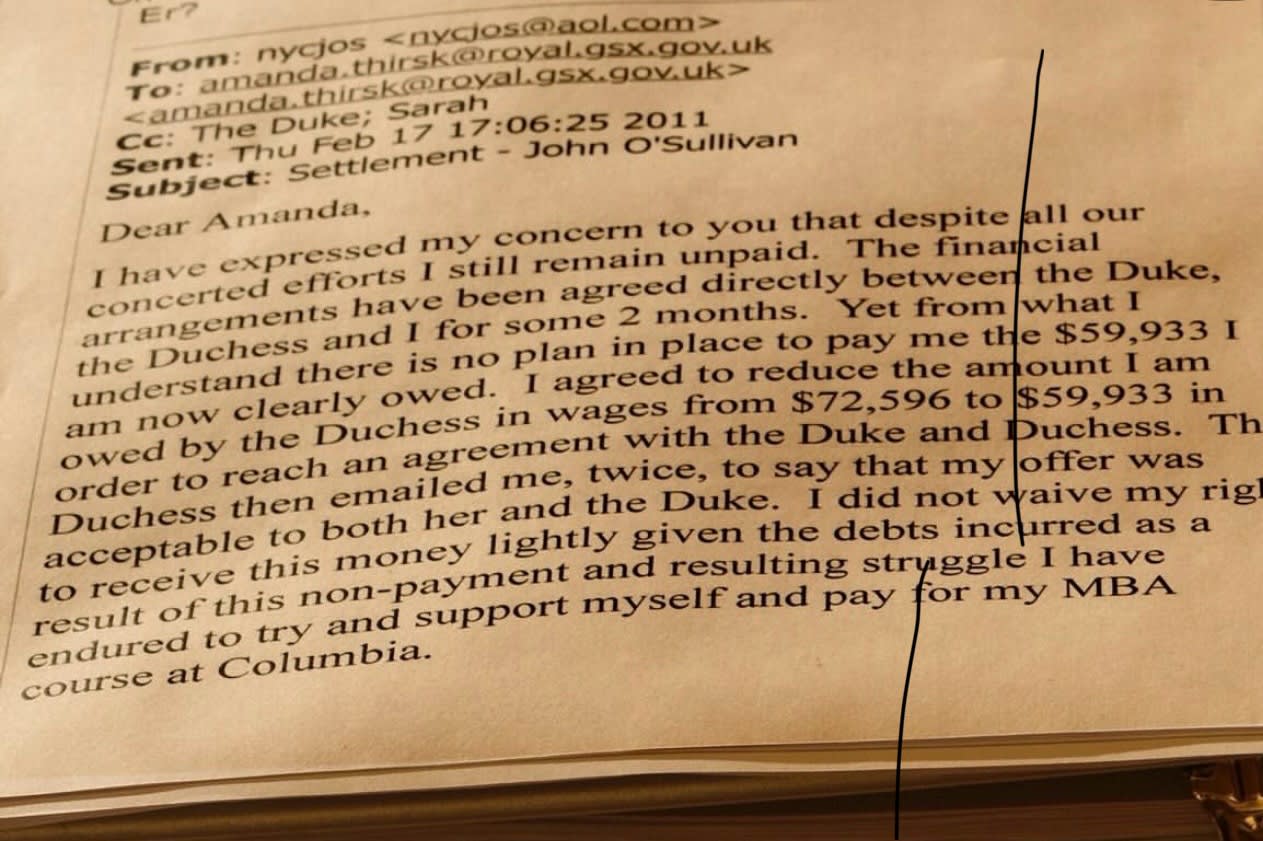 Er?
From: nycjos <nycjos@aol.com>
To: amanda.thirsk@royal.gsx.gov.uk
<amanda.thirsk@royal.gsx.gov.uk>
Cc: The Duke; Sarah
Sent: Thu Feb 17 17:06:25 2011
Subject: Settlement - John O'Sullivan
Dear Amanda,
I have expressed my concern to you that despite all our
concerted efforts I still remain unpaid. The financial
arrangements have been agreed directly between the Duke,
the Duchess and I for some 2 months. Yet from what I
understand there is no plan in place to pay me the $59,933 I
am now clearly owed. I agreed to reduce the amount I am
owed by the Duchess in wages from $72,596 to $59,933 in
order to reach an agreement with the Duke and Duchess. Th
Duchess then emailed me, twice, to say that my offer was
acceptable to both her and the Duke. I did not waive my righ
to receive this money lightly given the debts incurred as a
result of this non-payment and resulting struggle I have
endured to try and support myself and pay for my MBA
course at Columbia.